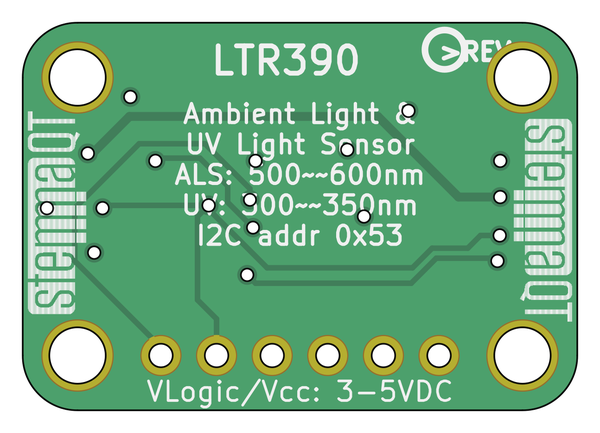 LTR390
REV
Ambient Light &
UV Light Sensor
ALS: 500~~600nm
UV: 300~~350nm
I2C addr 0x53
stemmaQT
stemmaQT
VLogic/Vcc: 3-5VDC